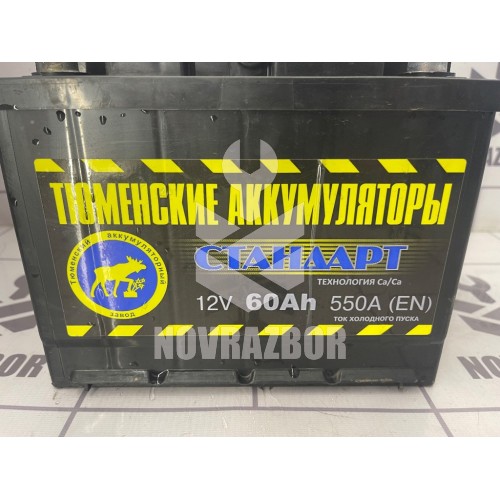 ТЮМЕНСКИЕ АККУМУЛЯТОРЫ
Тюменский аккумуляторный
завод
СТАНДАРТ
ТЕХНОЛОГИЯ Ca/Ca
12V 60Ah 550A (EN)
ТОК ХОЛОДНОГО ПУСКА
NOVRAZBOR